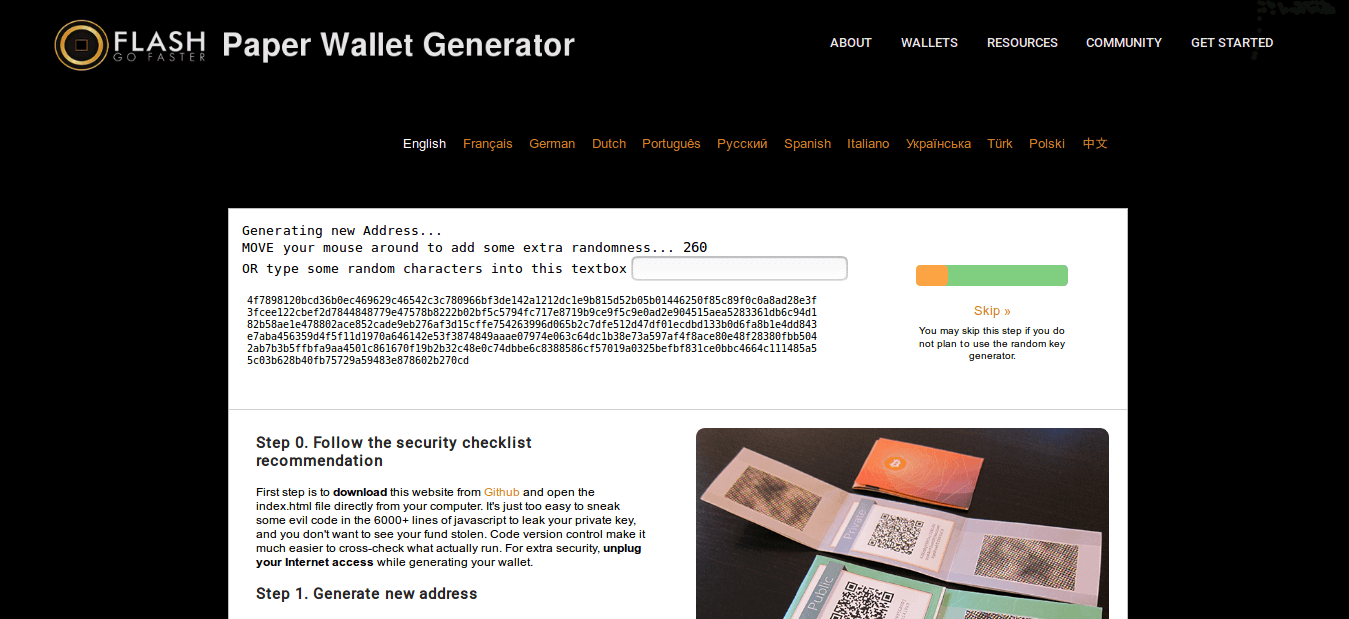 FLASH
GO FASTER
Paper Wallet Generator
ABOUT WALLETS RESOURCES COMMUNITY GET STARTED
English Français German Dutch Português Русский Spanish Italiano Українська Türk Polski 中文
Generating new Address...
MOVE your mouse around to add some extra randomness... 260
OR type some random characters into this textbox
4f7898120bcd36b0ec469629c46542c3c780966bf3de142a1212dc1e9b815d52b05b01446250f85c89f0c0a8ad28e3f
3fcee122cbef2d7844848779e47578b8222b02bf5c5794fc717e8719b9ce9f5c9e0ad2e904515aea5283361db6c94d1
82b58ae1e478802ace852cade9eb276af3d15cffe754263996d065b2c7dfe512d47df01ecdbd133b0d6fa8b1e4dd843
e7aba456359d4f5f11d1970a646142e53f3874849aaae07974e063c64dc1b38e73a597af4f8ace80e48f28380fbb504
2ab7b3b5ffbfa9aa4501c861670f19b2b32c48e0c74dbbe6c8388586cf57019a0325befbf831ce0bbc4664c111485a5
5c03b628b40fb75729a59483e878602b270cd
Skip »
You may skip this step if you do
not plan to use the random key
generator.
Step 0. Follow the security checklist
recommendation
First step is to download this website from Github and open the
index.html file directly from your computer. It's just too easy to sneak
some evil code in the 6000+ lines of javascript to leak your private key,
and you don't want to see your fund stolen. Code version control make it
much easier to cross-check what actually run. For extra security, unplug
your Internet access while generating your wallet.
Step 1. Generate new address
Private
Public